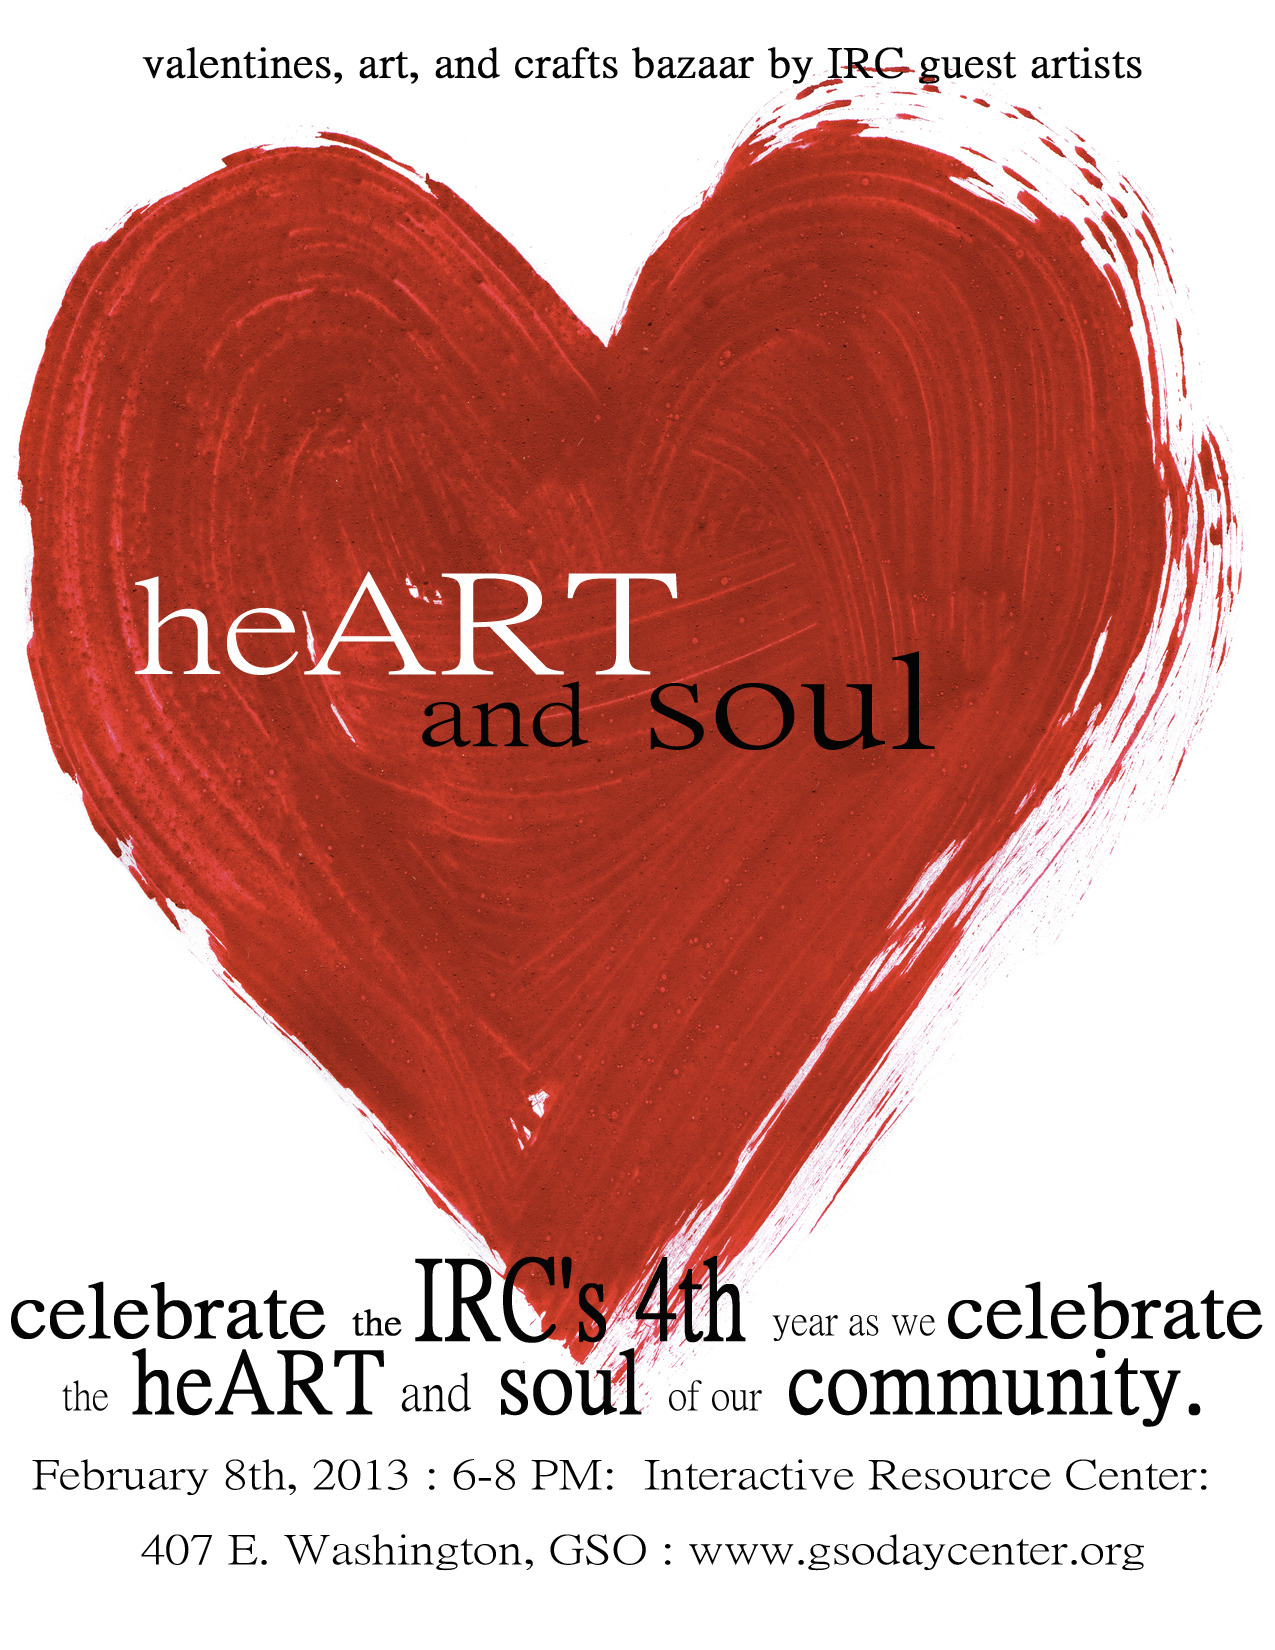 valentines, art, and crafts bazaar by IRC guest artists
heART
and soul
celebrate the IRC's 4th year as we celebrate
the heART and soul of our community.
February 8th, 2013 : 6-8 PM: Interactive Resource Center:
407 E. Washington, GSO : www.gsodaycenter.org